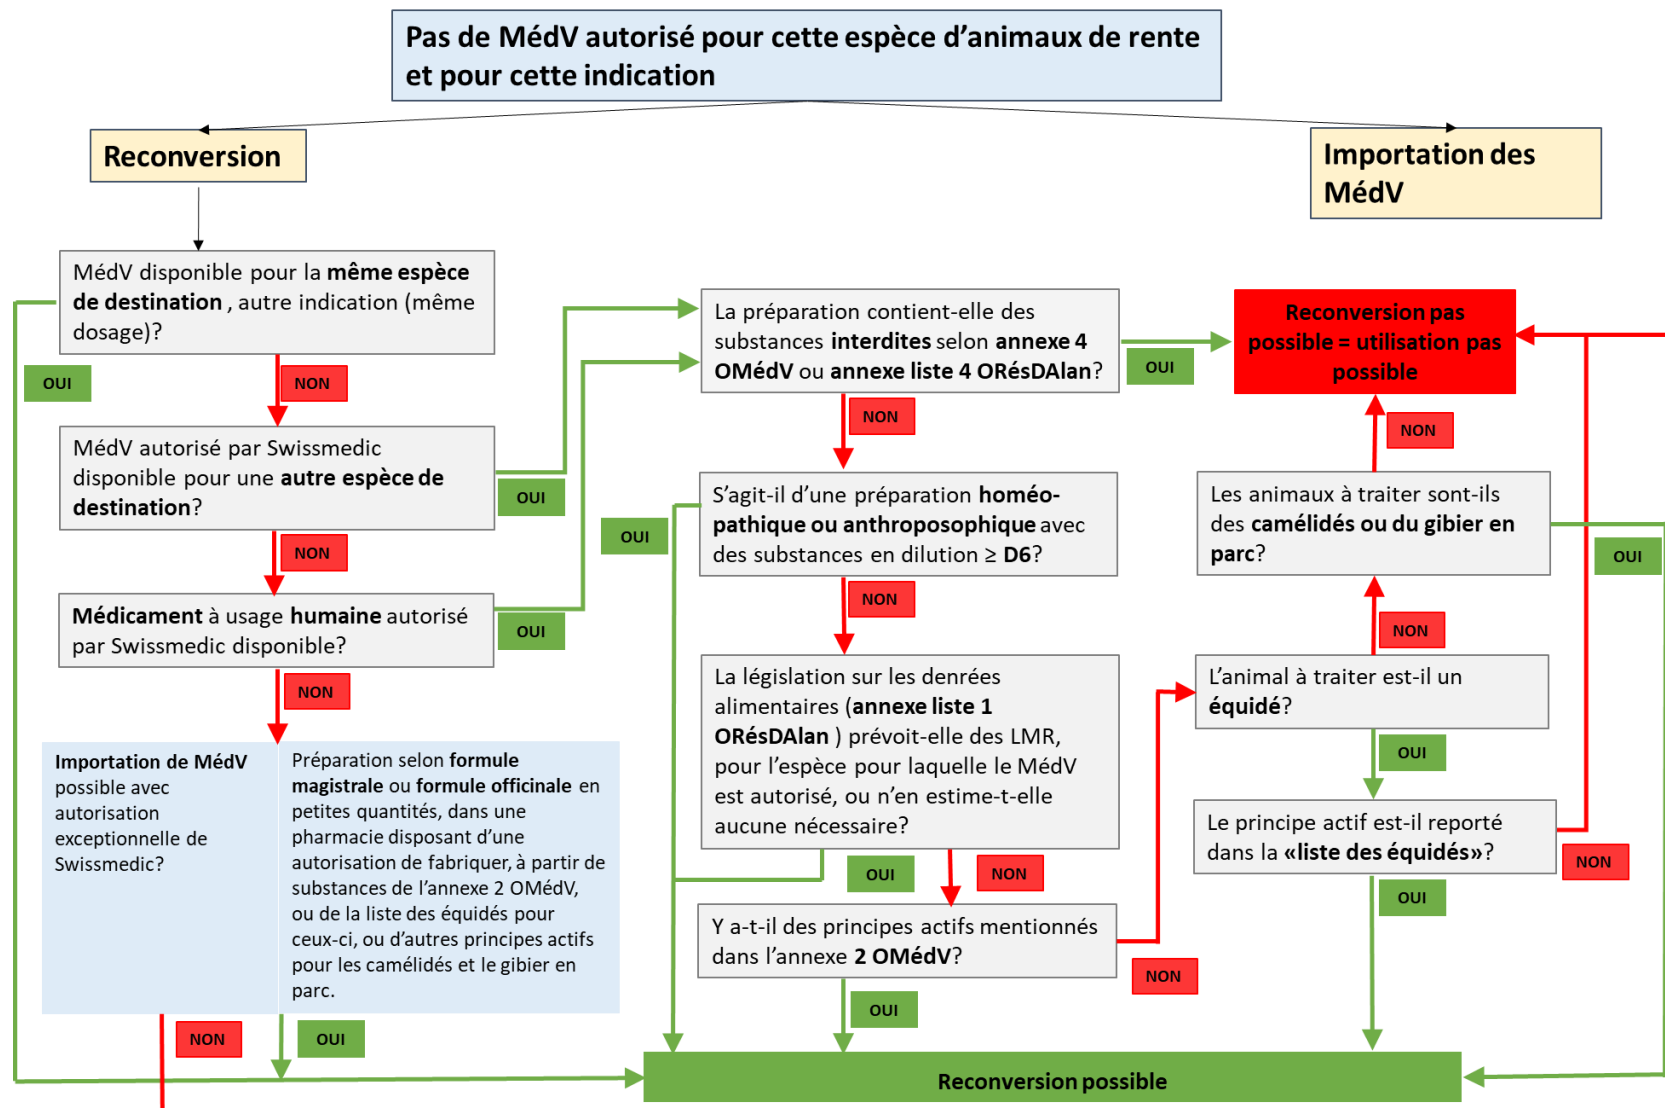 Pas de MédV autorisé pour cette espèce d'animaux de rente
et pour cette indication
Reconversion
Importation des
MédV
MédV disponible pour la même espèce
de destination , autre indication (même
dosage)?
OUI
NON
MédV autorisé par Swissmedic
disponible pour une autre espèce de
destination?
OUI
NON
Médicament à usage humaine autorisé
par Swissmedic disponible?
OUI
NON
Importation de MédV
possible avec
autorisation
exceptionnelle de
Swissmedic?
NON
Préparation selon formule
magistrale ou formule officinale en
petites quantités, dans une
pharmacie disposant d'une
autorisation de fabriquer, à partir de
substances de l'annexe 2 OMédV,
ou de la liste des équidés pour
ceux-ci, ou d'autres principes actifs
pour les camélidés et le gibier en
parc.
OUI
La préparation contient-elle des
substances interdites selon annexe 4
OMédV ou annexe liste 4 ORésDAlan?
OUI
NON
S'agit-il d'une préparation homéo-
pathique ou anthroposophique avec
des substances en dilution ≥ D6?
OUI
NON
La législation sur les denrées
alimentaires (annexe liste 1
ORésDAlan ) prévoit-elle des LMR,
pour l'espèce pour laquelle le MédV
est autorisé, ou n'en estime-t-elle
aucune nécessaire?
OUI
NON
Y a-t-il des principes actifs mentionnés
dans l'annexe 2 OMédV?
NON
OUI
Reconversion pas
possible = utilisation pas
possible
NON
Les animaux à traiter sont-ils
des camélidés ou du gibier en
parc?
OUI
NON
L'animal à traiter est-il un
équidé?
OUI
Le principe actif est-il reporté
dans la «liste des équidés»?
NON
OUI
Reconversion possible